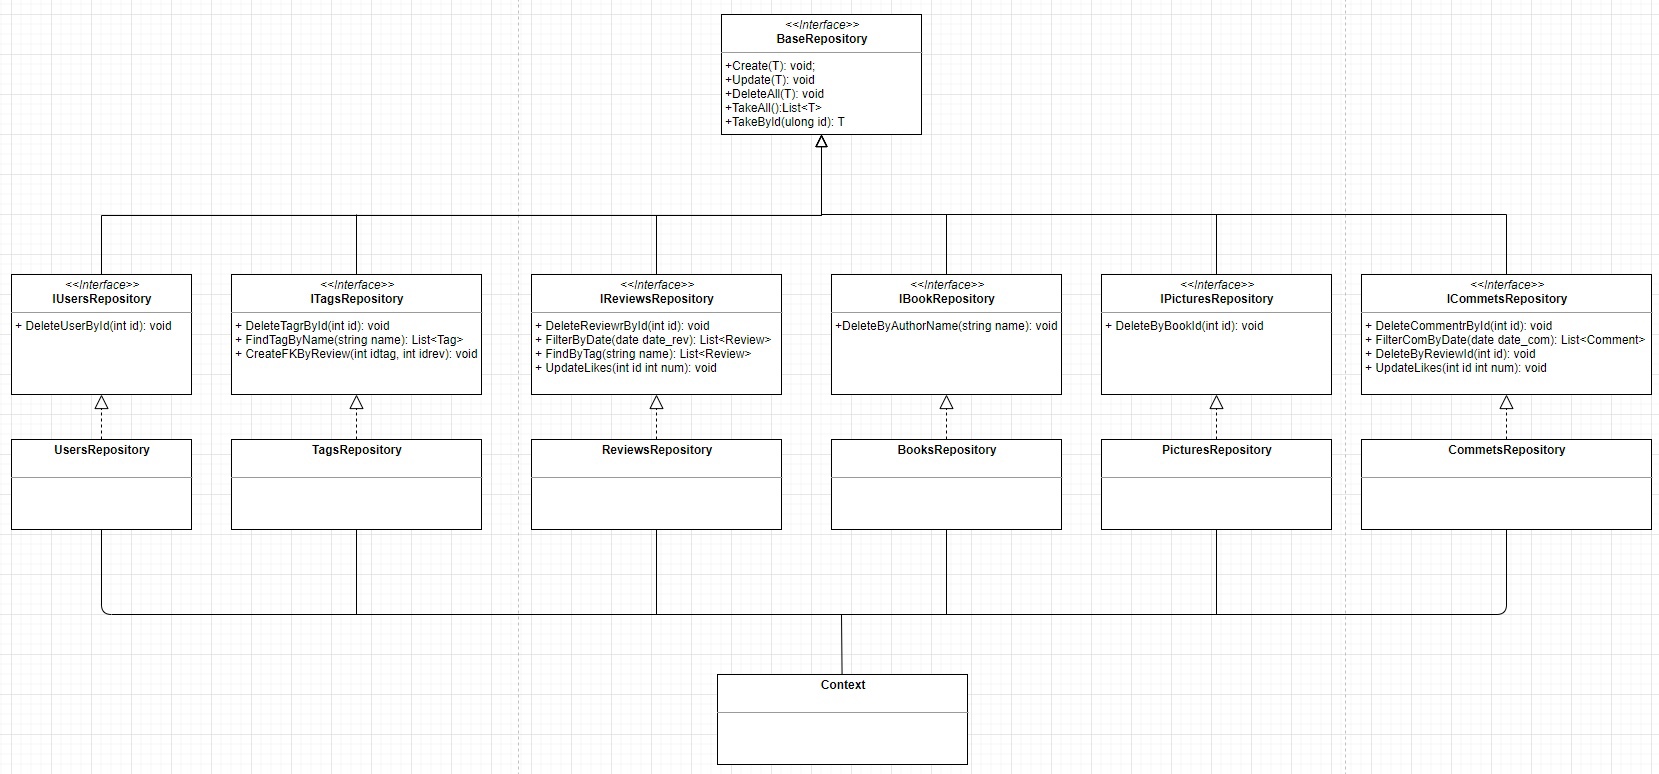 <<Interface>>
BaseRepository
+Create(T): void;
+Update(T): void
+DeleteAll(T): void
+TakeAll():List<T>
+TakeById(ulong id): T
<<Interface>>
IUsersRepository
+ DeleteUserById(int id): void
<<Interface>>
ITagsRepository
+ DeleteTagrById(int id): void
+ FindTagByName(string name): List<Tag>
+ CreateFKByReview(int idtag, int idrev): void
<<Interface>>
IReviewsRepository
+ DeleteReviewrById(int id): void
+ FilterByDate(date date_rev): List<Review>
+ FindByTag(string name): List<Review>
+ UpdateLikes(int id int num): void
<<Interface>>
IBookRepository
+DeleteByAuthorName(string name): void
<<Interface>>
IPicturesRepository
+ DeleteByBookId(int id): void
<<Interface>>
ICommetsRepository
+ DeleteCommentrById(int id): void
+ FilterComByDate(date date_com): List<Comment>
+ DeleteByReviewId(int id): void
+ UpdateLikes(int id int num): void
UsersRepository
TagsRepository
ReviewsRepository
BooksRepository
PicturesRepository
CommetsRepository
Context